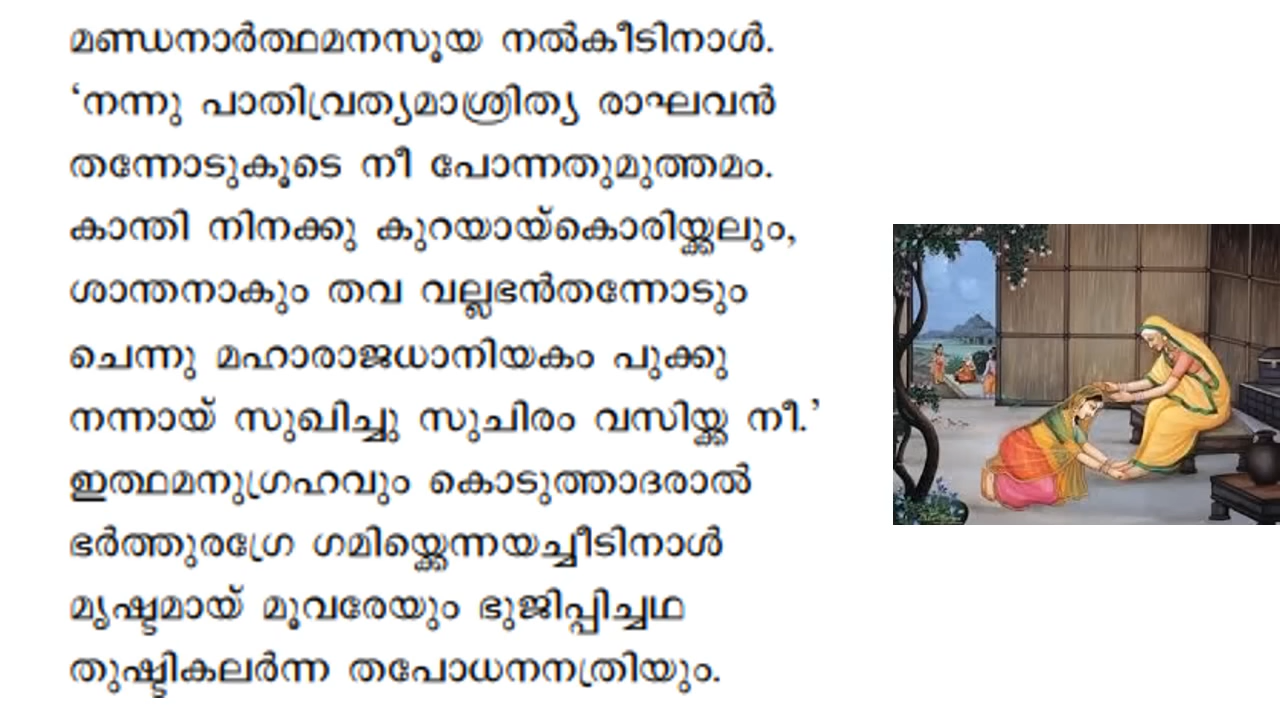 മണ്ഡനാർത്ഥമനസൂയ നൽകീടിനാൾ.
‘നന്നു പാതിവ്രത്യമാശ്രിത്യ രാഘവൻ
തന്നോടുകൂടെ നീ പോന്നതുമുത്തമം.
കാന്തി നിനക്കു കുറയായ്കൊരിയ്ക്കലും,
ശാന്തനാകും തവ വല്ലഭൻതന്നോടും
ചെന്നു മഹാരാജധാനിയകം പുക്കു
നന്നായ് സുഖിച്ചു സുചിരം വസിയ്ക്ക നീ.’
ഇത്ഥമനുഗ്രഹവും കൊടുത്താദരാൽ
ഭർത്തുരഗ്രേ ഗമിയ്ക്കെന്നയച്ചീടിനാൾ
മൃഷ്ടമായ് മൂവരേയും ഭുജിപ്പിച്ചഥ
തുഷ്ടികലർന്ന തപോധനനത്രിയും.